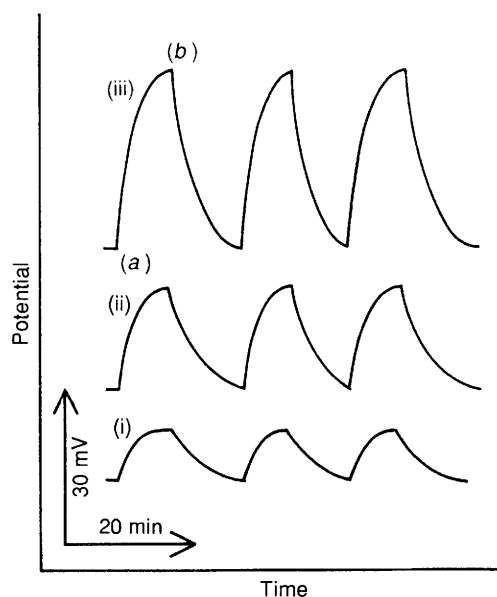 (b)
(iii)
(a)
(ii)
(i)
Potential
30 mV
20 min
Time